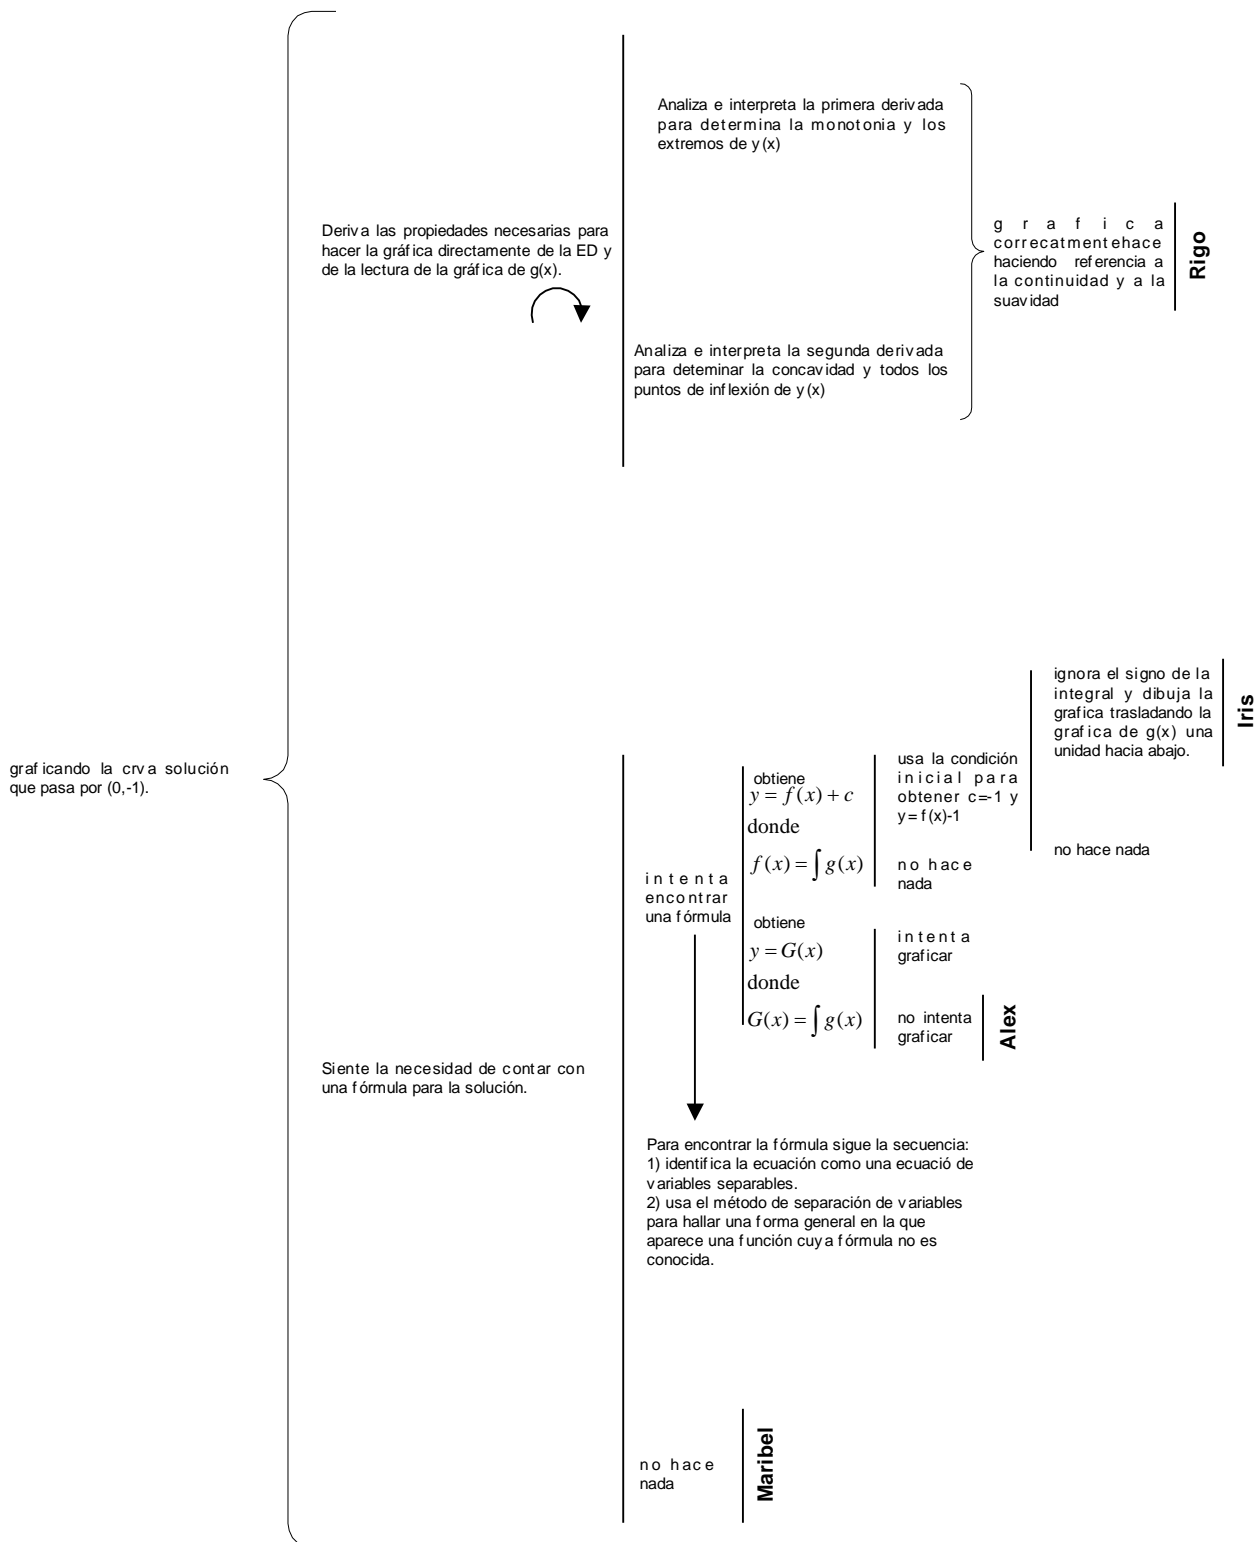 graficando la crva solución
que pasa por (0,-1).
Deriva las propiedades necesarias para
hacer la gráfica directamente de la ED y
de la lectura de la gráfica de g(x).
Analiza e interpreta la primera derivada
para determina la monotonia y los
extremos de y(x)
Analiza e interpreta la segunda derivada
para deteminar la concavidad y todos los
puntos de inflexión de y(x)
grafica
correcatmentehace
haciendo referencia a
la continuidad y a la
suavidad
Rigo
Siente la necesidad de contar con
una fórmula para la solución.
intenta
encontrar
una fórmula
obtiene
y = f(x) + c
donde
f(x) = ∫ g(x)
usa la condición
inicial para
obtener c=-1 y
y=f(x)-1
ignora el signo de la
integral y dibuja la
grafica trasladando la
grafica de g(x) una
unidad hacia abajo.
Iris
no hace nada
no hace
nada
obtiene
y = G(x)
donde
G(x) = ∫ g(x)
intenta
graficar
no intenta
graficar
Alex
Para encontrar la fórmula sigue la secuencia:
1) identifica la ecuación como una ecuació de
variables separables.
2) usa el método de separación de variables
para hallar una forma general en la que
aparece una función cuya fórmula no es
conocida.
no hace
nada
Maribel